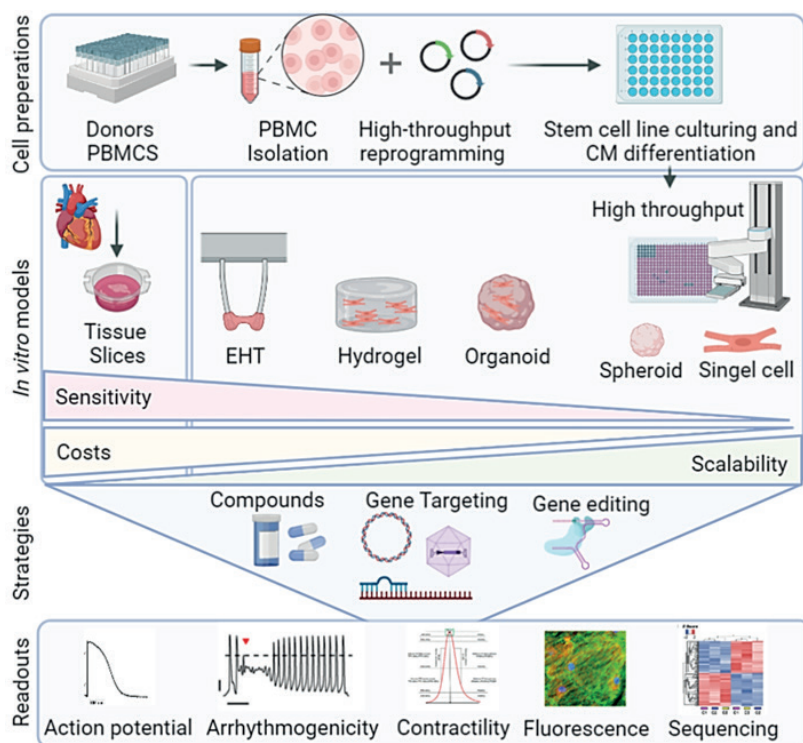 Cell preperations
Donors
PBMCS
PBMC
Isolation
High-throughput
reprogramming
Stem cell line culturing and
CM differentiation
In vitro models
High throughput
Tissue
Slices
EHT
Hydrogel
Organoid
Spheroid
Singel cell
Sensitivity
Costs
Scalability
Strategies
Compounds
Gene Targeting
Gene editing
Readouts
Action potential
Arrhythmogenicity
Contractility
Fluorescence
Sequencing